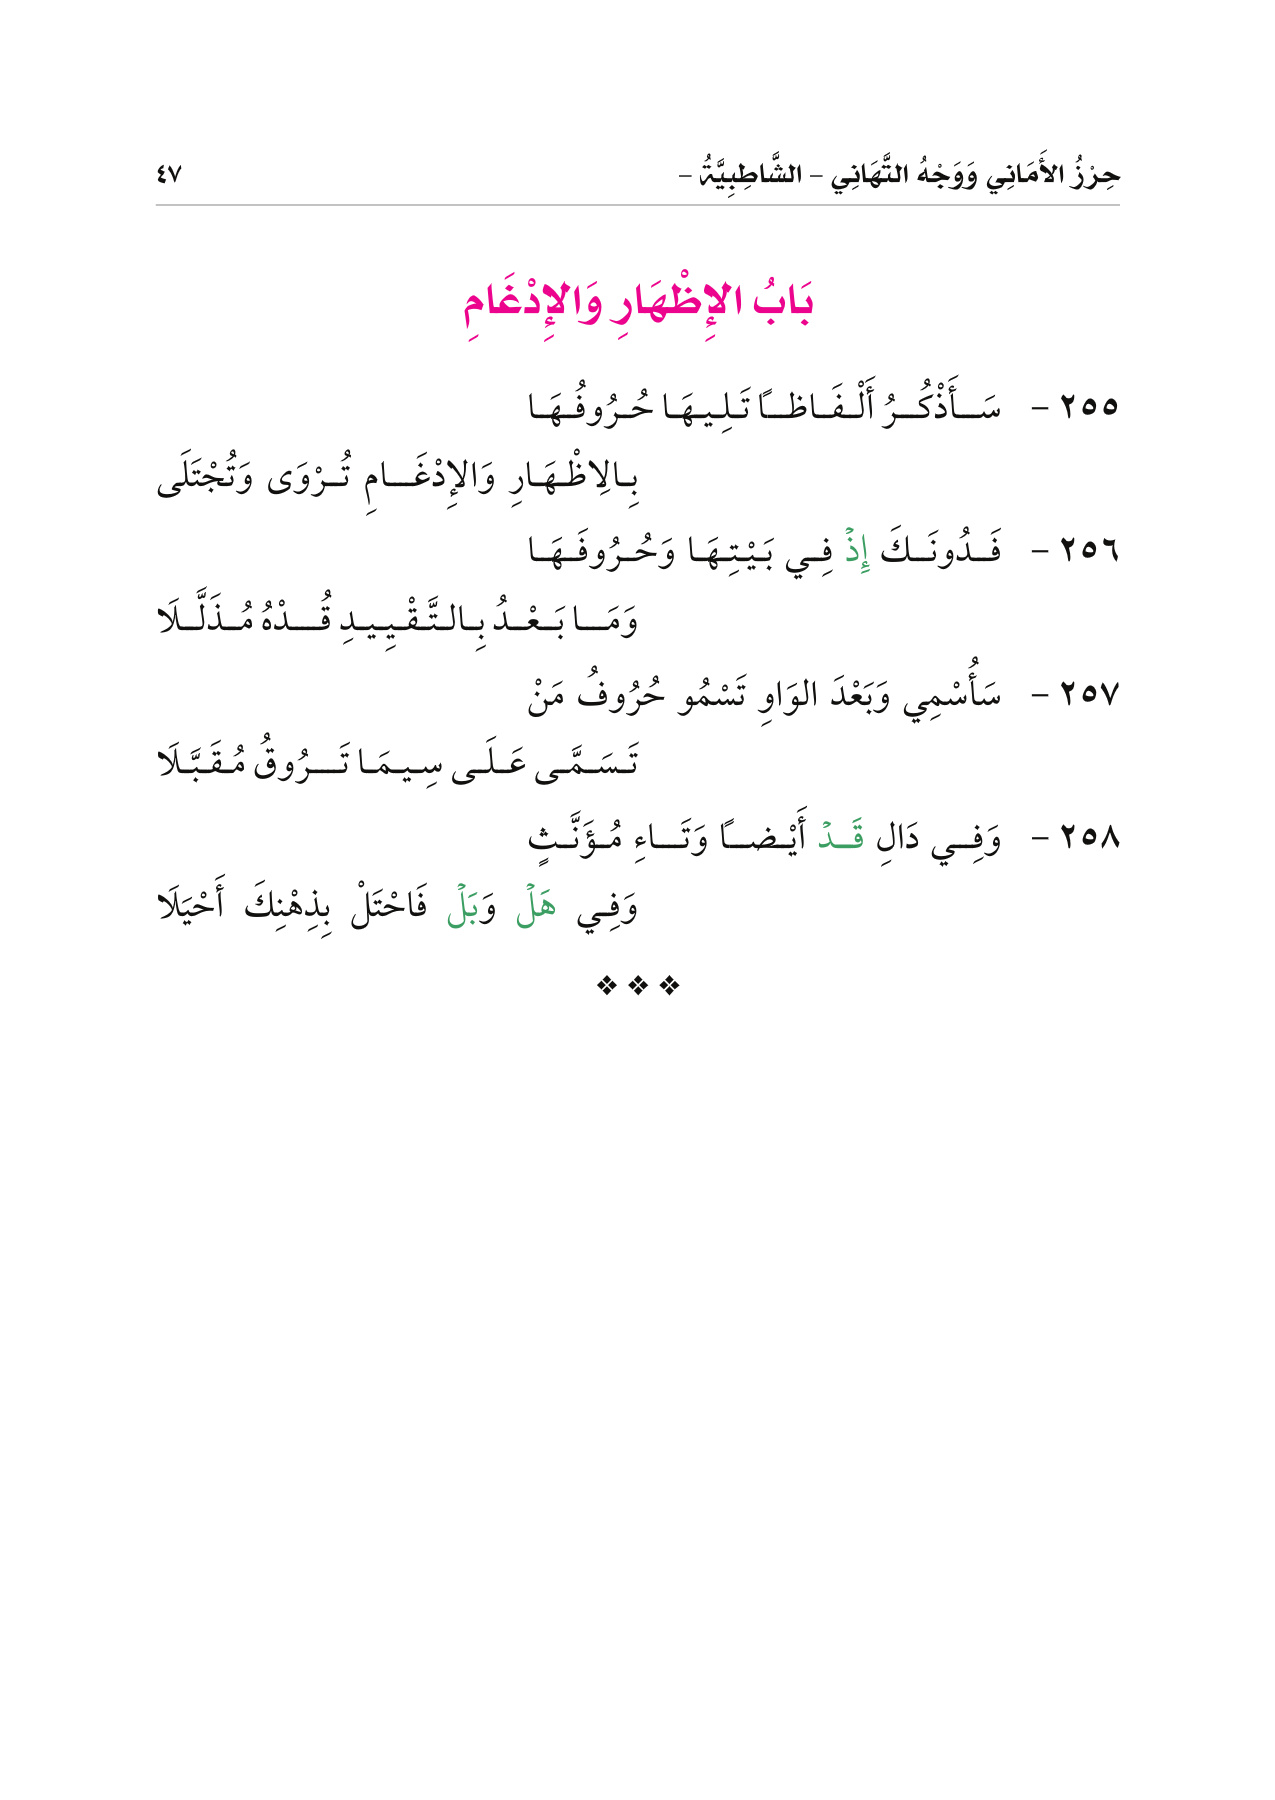 حِرْزُ الأَمَانِي وَوَجْهُ التَّهَانِي – الشَّاطِبِيَّةُ – ٤٧
بَابُ الإِظْهَارِ وَالإِدْغَامِ
٢٥٥ – سَأَذْكُرُ أَلْفَاظًا تَلِيهَا حُرُوفُهَا
بِالِاظْهَارِ وَالإِدْغَامِ تُرْوَى وَتُجْتَلَى
٢٥٦ – فَدُونَكَ إِذْ فِي بَيْتِهَا وَحُرُوفَهَا
وَمَا بَعْدُ بِالتَّقْيِيدِ قُدْهُ مُذَلَّلَا
٢٥٧ – سَأُسْمِي وَبَعْدَ الوَاوِ تَسْمُو حُرُوفُ مَنْ
تَسَمَّى عَلَى سِيمَا تَرُوقُ مُقَبَّلَا
٢٥٨ – وَفِي دَالِ قَدْ أَيْضًا وَتَاءِ مُؤَنَّثٍ
وَفِي هَلْ وَبَلْ فَاحْتَلْ بِذِهْنِكَ أَحْيَلَا
❖ ❖ ❖